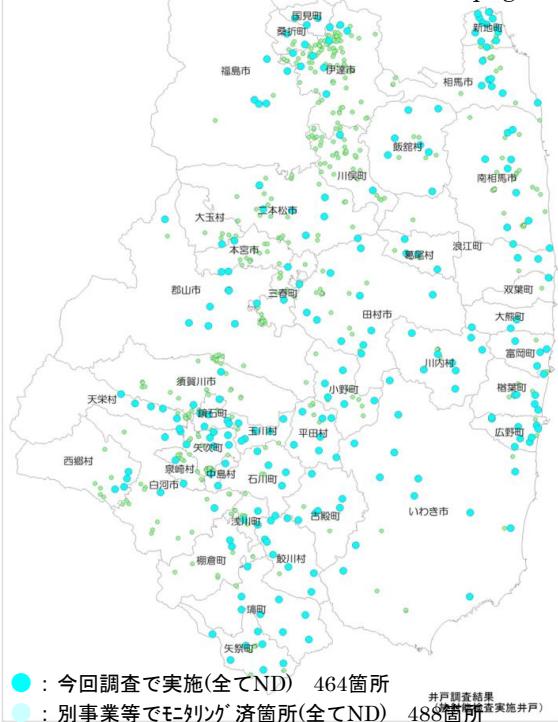 国見町
桑折町
新地町
伊達市
福島市
相馬市
飯舘村
川俣町
南相馬市
大玉村
二本松市
本宮市
浪江町
葛尾村
郡山市
三春町
双葉町
田村市
大熊町
富岡町
川内村
須賀川市
小野町
楢葉町
天栄村
鏡石町
玉川村
平田村
広野町
矢吹町
西郷村
泉崎村
中島村
石川町
白河市
いわき市
浅川町
古殿町
棚倉町
鮫川村
塙町
矢祭町
:今回調査で実施(全てND) 464箇所
:別事業等でモニタリング済箇所(全てND) 488箇所
井戸調査結果